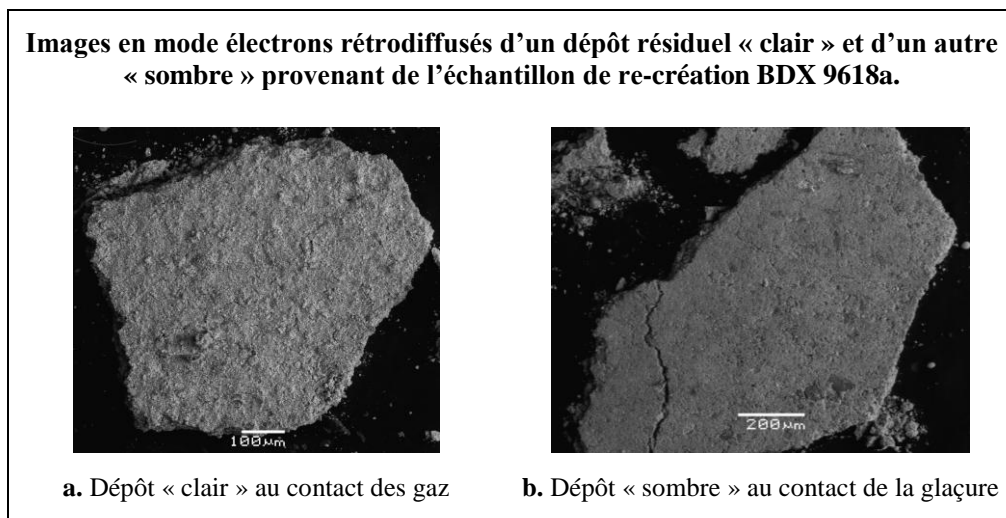 Images en mode électrons rétrodiffusés d’un dépôt résiduel « clair » et d’un autre
« sombre » provenant de l’échantillon de re-création BDX 9618a.
100µm
200µm
a. Dépôt « clair » au contact des gaz
b. Dépôt « sombre » au contact de la glaçure